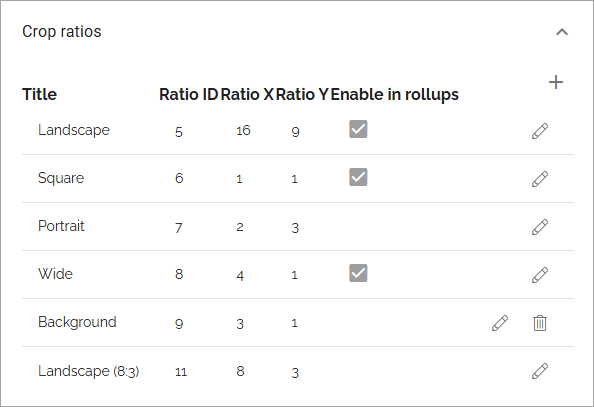 Crop ratios
Title Ratio ID Ratio X Ratio Y Enable in rollups
Landscape 5 16 9
Square 6 1 1
Portrait 7 2 3
Wide 8 4 1
Background 9 3 1
Landscape (8:3) 11 8 3